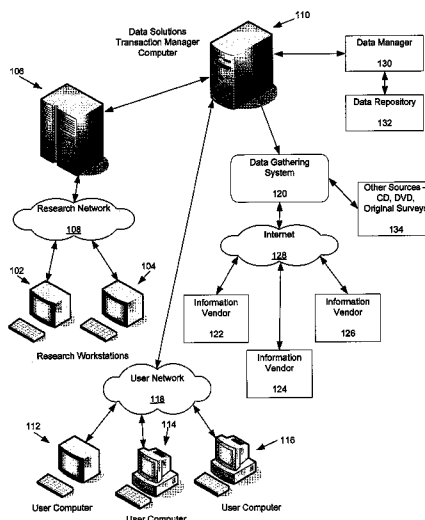 Data Solutions
Transaction Manager
Computer
110
106
Data Manager
130
Data Repository
132
Data Gathering
System
120
Other Sources -
CD, DVD,
Original Surveys
134
Research Network
108
Internet
128
102
104
Information
Vendor
122
Information
Vendor
126
Research Workstations
Information
Vendor
124
User Network
118
112
114
116
User Computer
User Computer
User Computer